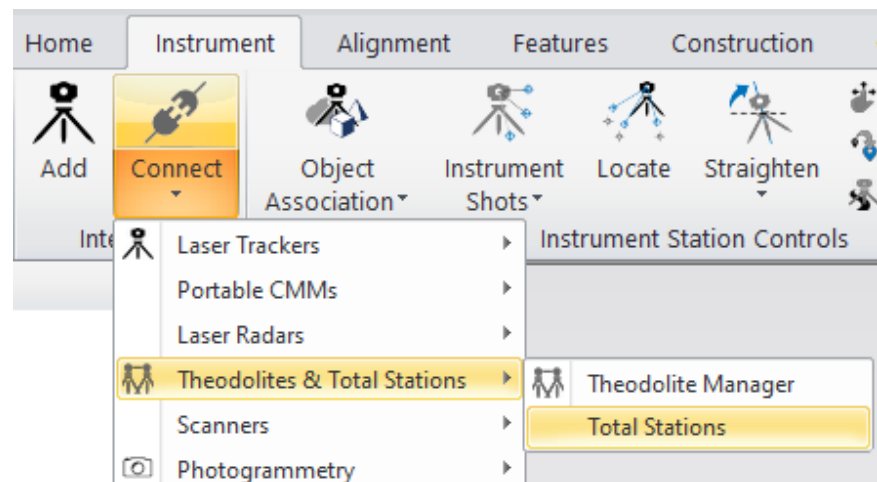 Home Instrument Alignment Features Construction
Add Connect Object Association Instrument Shots Locate Straighten
Instrument Station Controls
Laser Trackers
Portable CMMs
Laser Radars
Theodolites & Total Stations
Theodolite Manager
Total Stations
Scanners
Photogrammetry